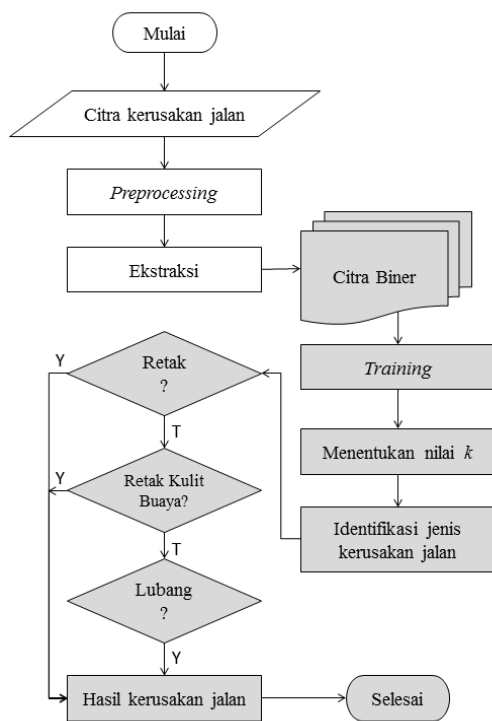 Mulai
Citra kerusakan jalan
Preprocessing
Ekstraksi
Citra Biner
Training
Menentukan nilai k
Identifikasi jenis
kerusakan jalan
Y
Retak
?
T
Y
Retak Kulit
Buaya?
T
Lubang
?
Y
Hasil kerusakan jalan
Selesai